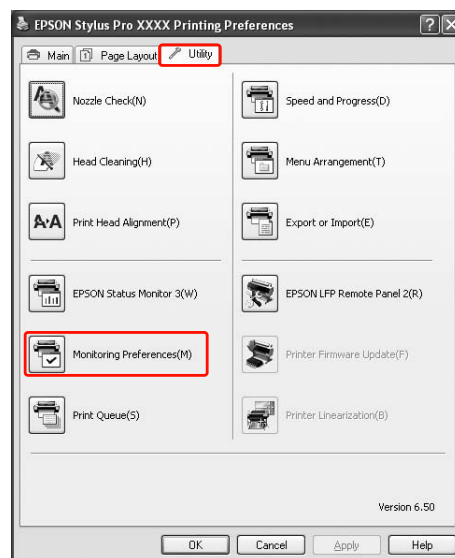 EPSON Stylus Pro XXXX Printing Preferences
Main
Page Layout
Utility
Nozzle Check(N)
Speed and Progress(D)
Head Cleaning(H)
Menu Arrangement(T)
A A
Print Head Alignment(P)
Export or Import(E)
EPSON Status Monitor 3(W)
EPSON LFP Remote Panel 2(R)
Monitoring Preferences(M)
Printer Firmware Update(F)
Print Queue(S)
Printer Linearization(B)
Version 6.50
OK
Cancel
Apply
Help